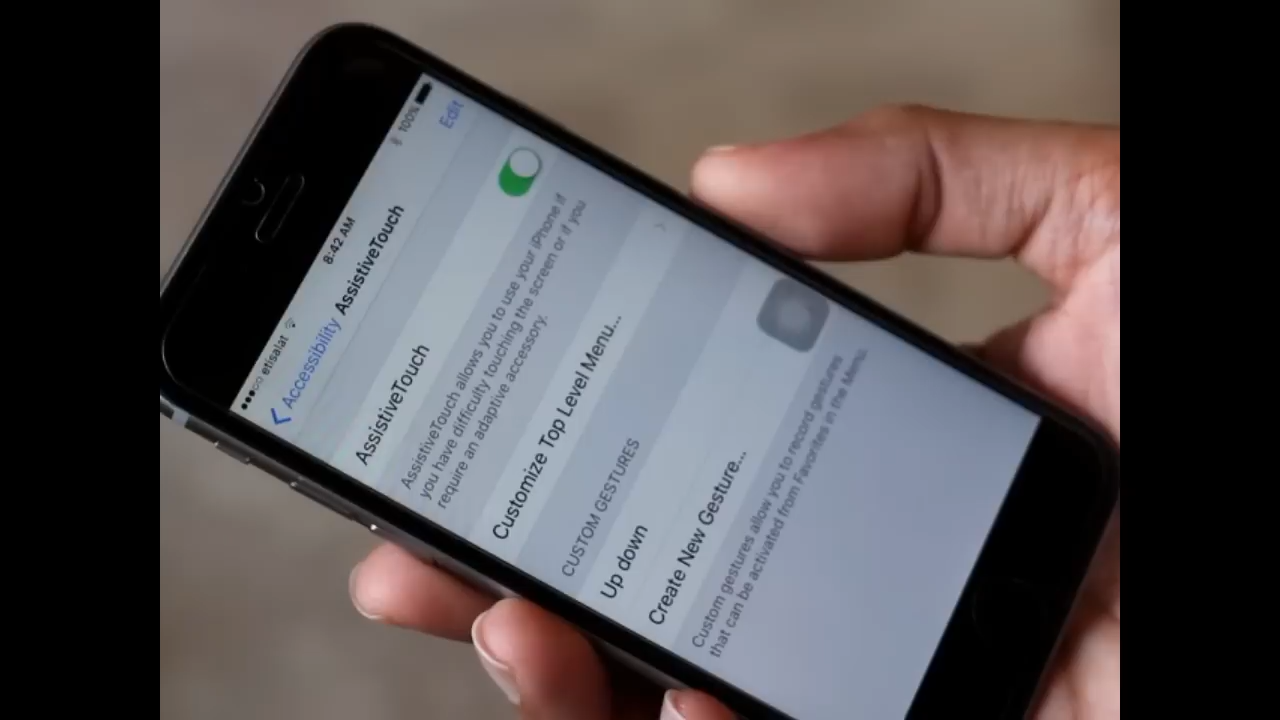 ●●●○○ etisalat 8:42 AM 100%
Accessibility AssistiveTouch Edit
AssistiveTouch
AssistiveTouch allows you to use your iPhone if
you have difficulty touching the screen or if you
require an adaptive accessory.
Customize Top Level Menu...
CUSTOM GESTURES
Up down
Create New Gesture...
Custom gestures allow you to record gestures
that can be activated from Favorites in the Menu.